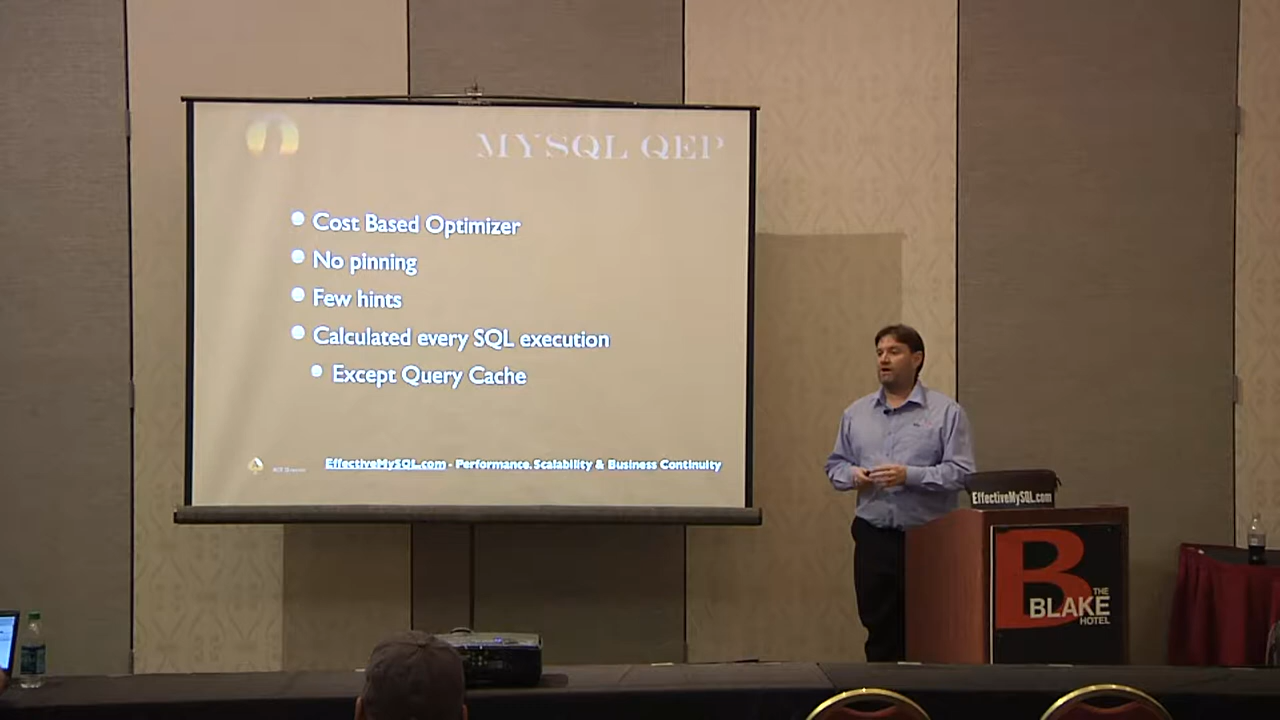 MYSQL QEP
Cost Based Optimizer
No pinning
Few hints
Calculated every SQL execution
Except Query Cache
EffectiveMySQL.com - Performance, Scalability & Business Continuity
EffectiveMySQL.com
B
THE
BLAKE
HOTEL